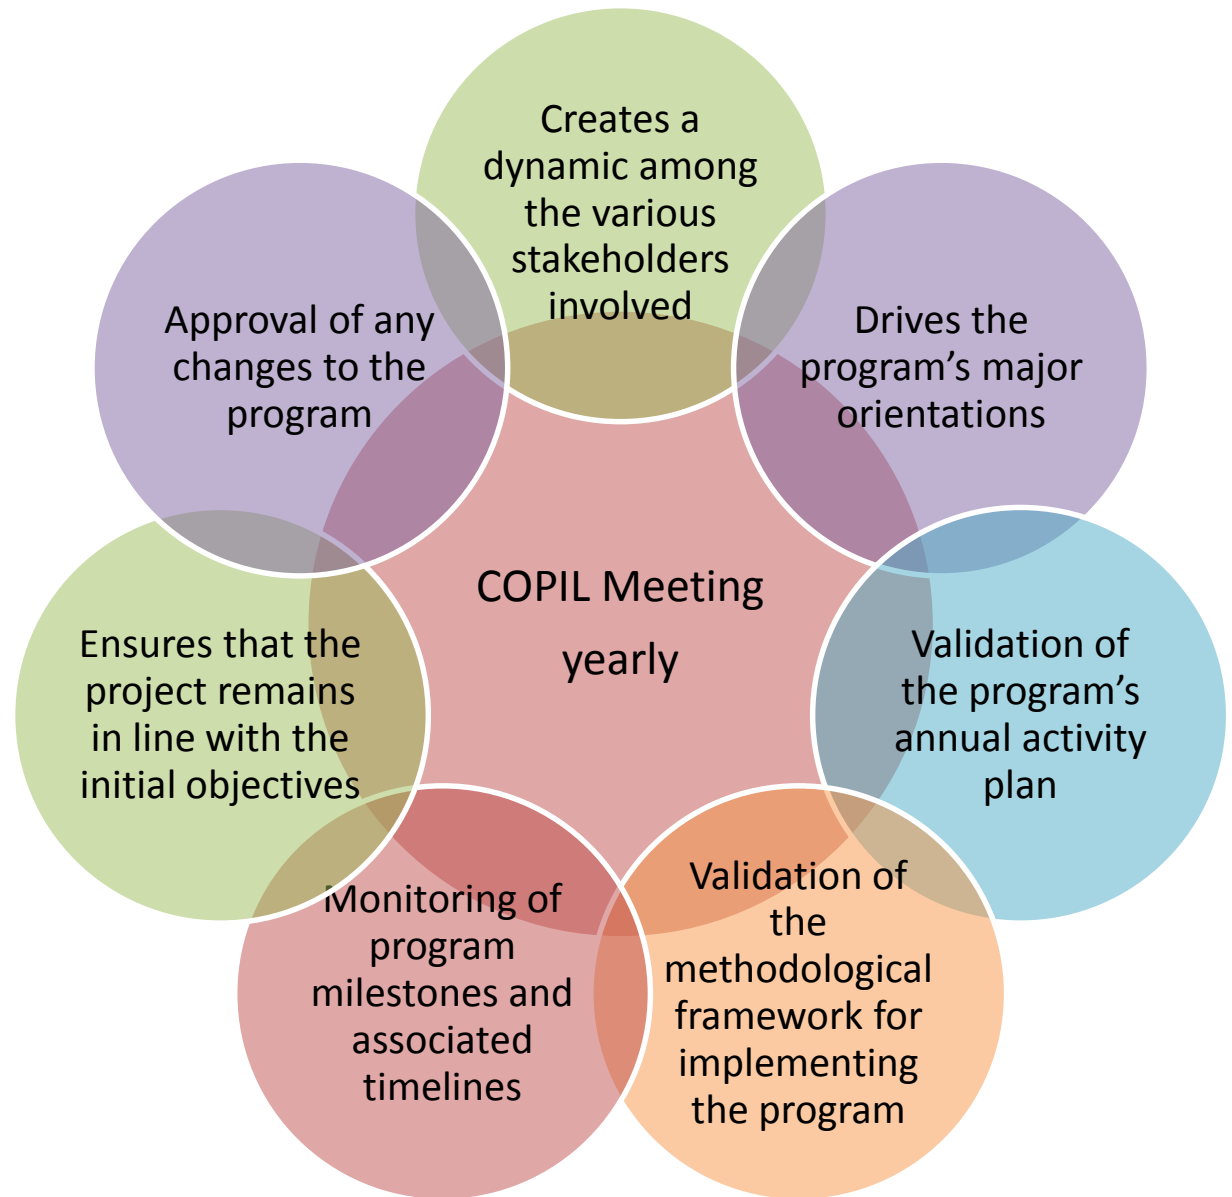 Creates a
dynamic among
the various
stakeholders
involved
Drives the
program’s major
orientations
Validation of
the program’s
annual activity
plan
Validation of
the
methodological
framework for
implementing
the program
Monitoring of
program
milestones and
associated
timelines
Ensures that the
project remains
in line with the
initial objectives
Approval of any
changes to the
program
COPIL Meeting
yearly